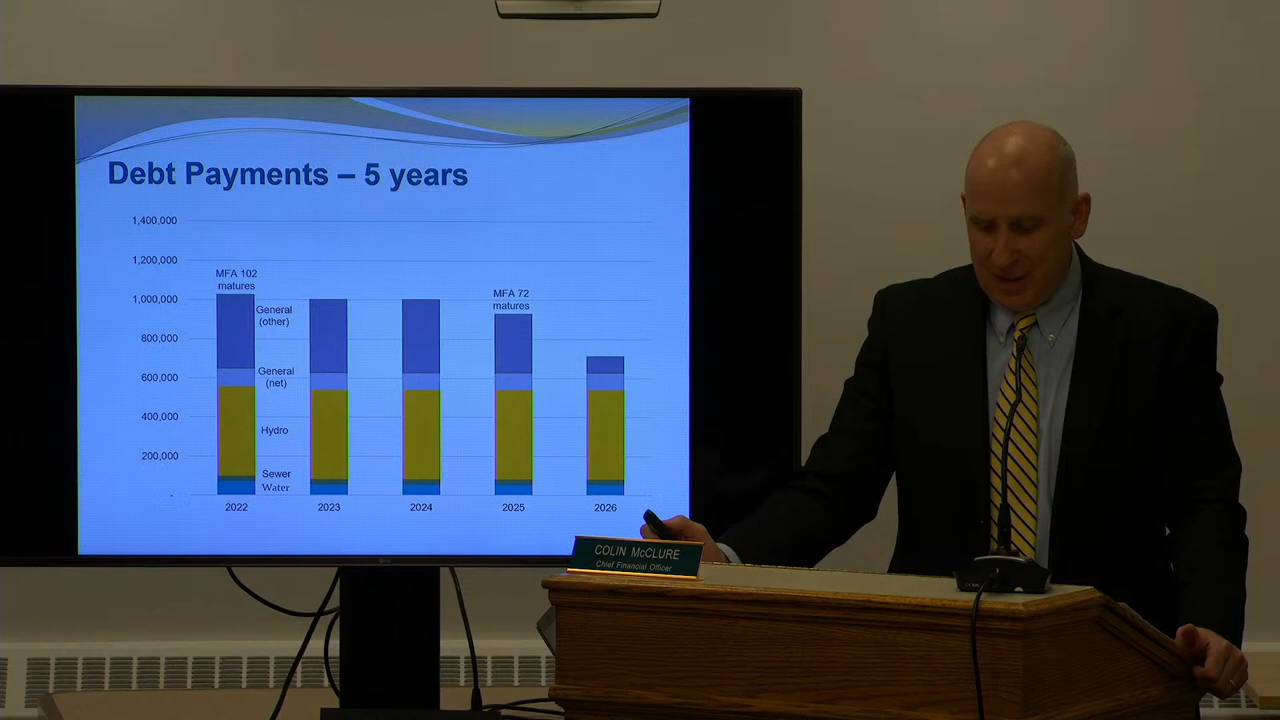 Debt Payments – 5 years
1,400,000
1,200,000
1,000,000
800,000
600,000
400,000
200,000
-
MFA 102
matures
General
(other)
General
(net)
Hydro
Sewer
Water
MFA 72
matures
2022
2023
2024
2025
2026
COLIN McCLURE
Chief Financial Officer
LG